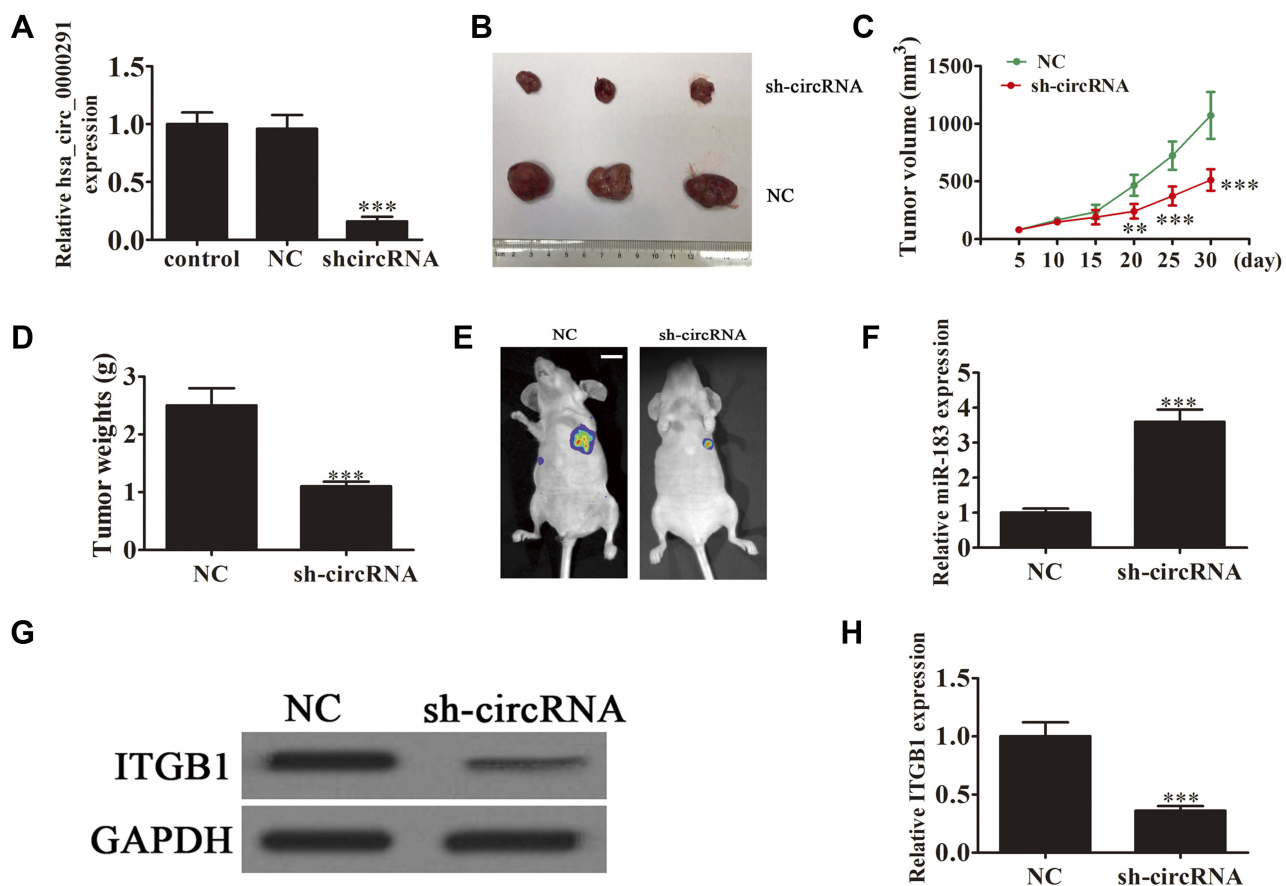 A
Relative hsa_circ_0000291
expression
1.5
1.0
0.5
0.0
***
control NC shcircRNA
B
sh-circRNA
NC
C
Tumor volume (mm3)
NC
sh-circRNA
1500
1000
500
0
**
***
***
5 10 15 20 25 30 (day)
D
Tumor weights (g)
3
2
1
0
***
NC sh-circRNA
E
NC sh-circRNA
F
Relative miR-183 expression
5
4
3
2
1
0
***
NC sh-circRNA
G
NC sh-circRNA
ITGB1
GAPDH
H
Relative ITGB1 expression
1.5
1.0
0.5
0.0
***
NC sh-circRNA